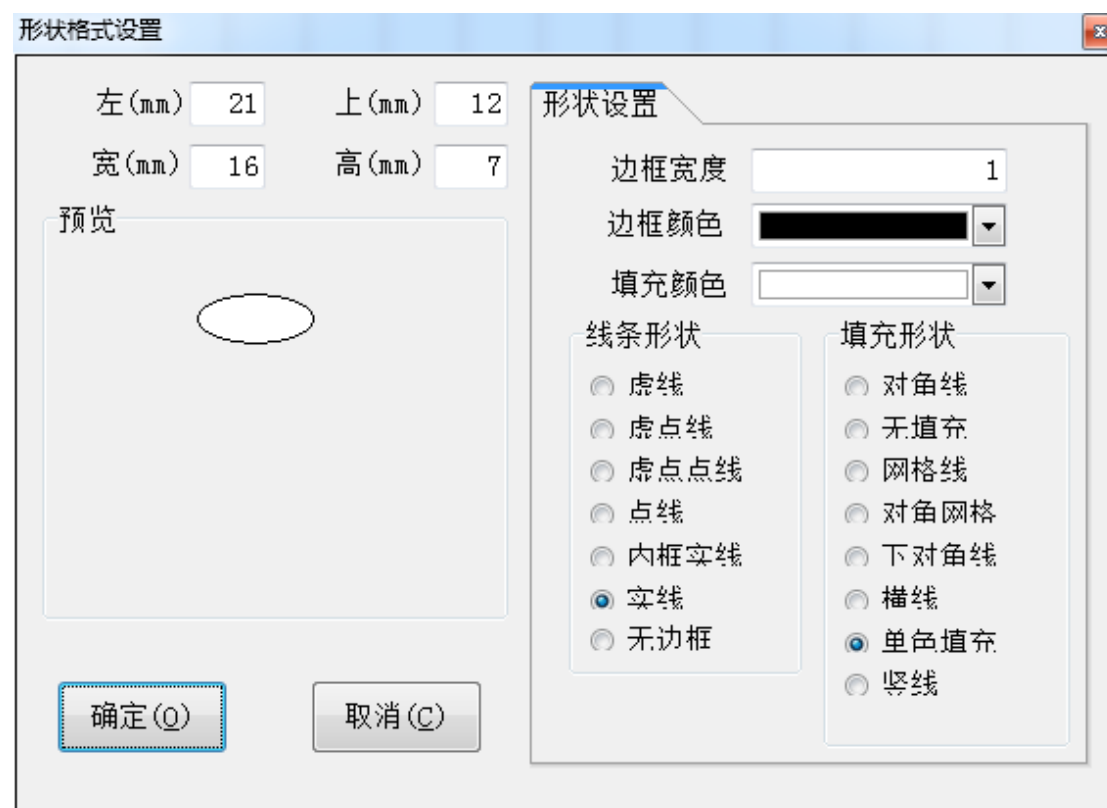 形状格式设置
左(mm) 21 上(mm) 12
宽(mm) 16 高(mm) 7
预览
确定(O) 取消(C)
形状设置
边框宽度 1
边框颜色
填充颜色
线条形状
虚线
虚点线
虚点点线
点线
内框实线
实线
无边框
填充形状
对角线
无填充
网格线
对角网格
下对角线
横线
单色填充
竖线